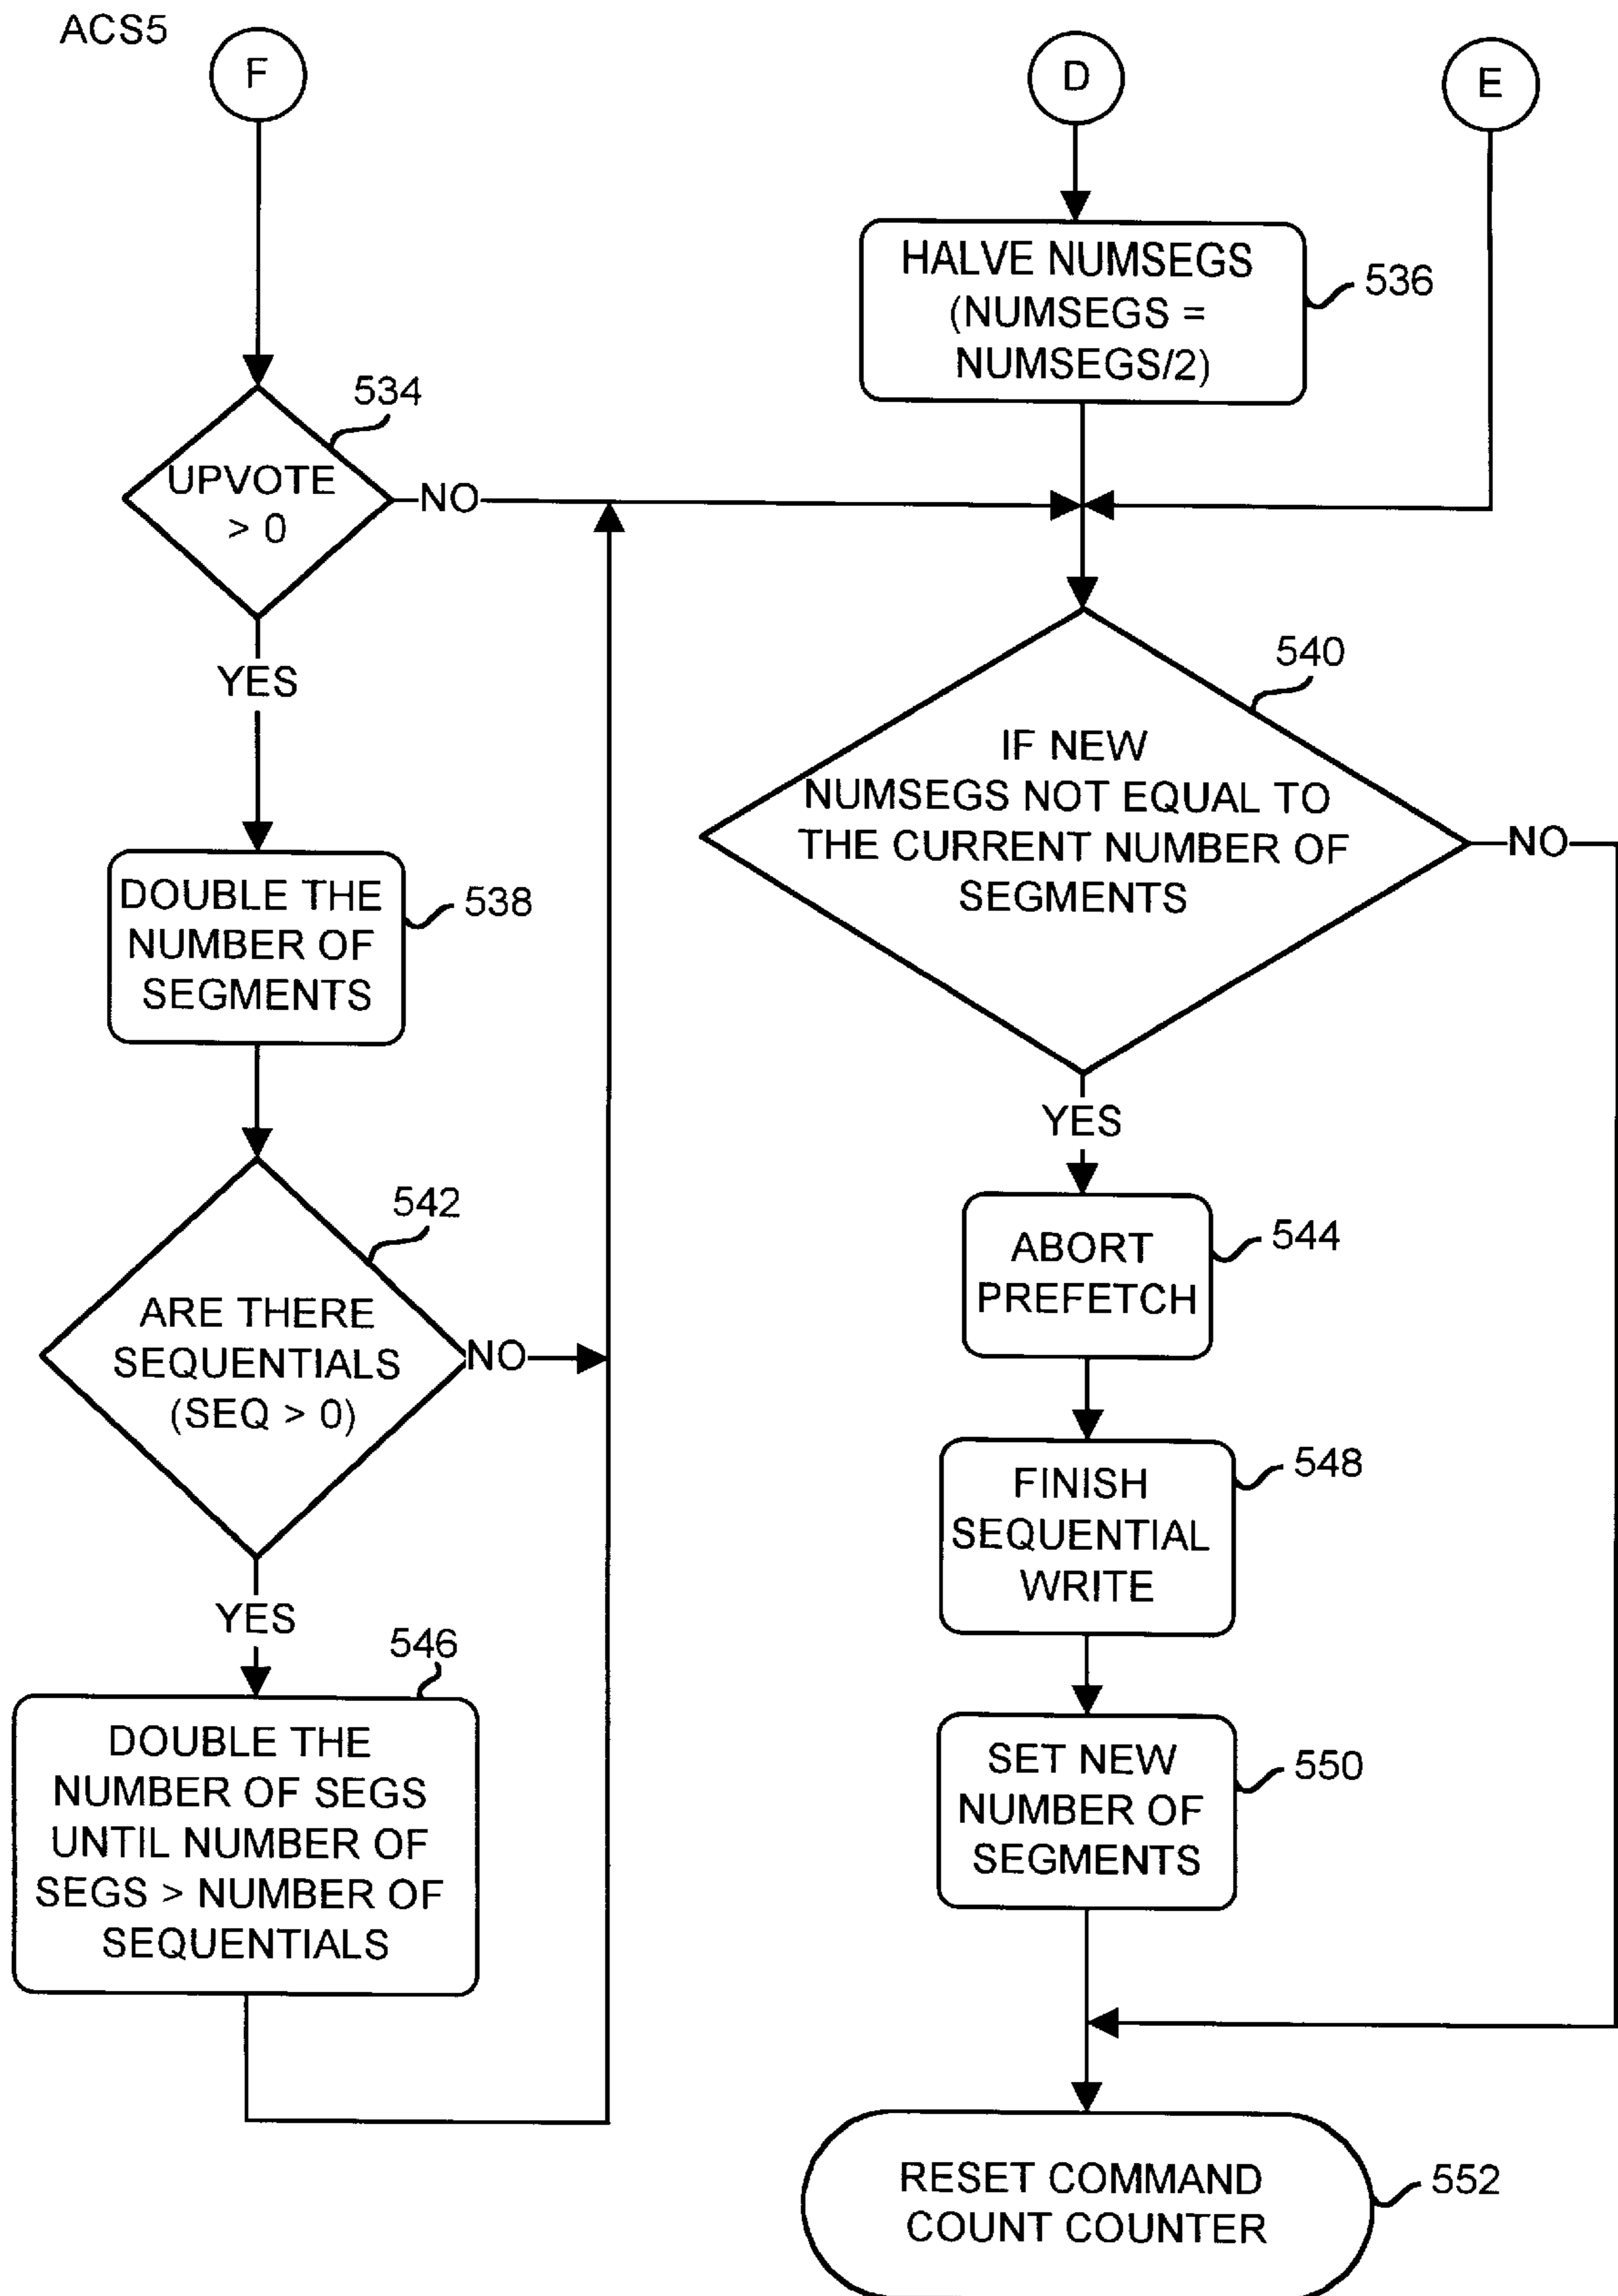 ACS5
F
D
E
HALVE NUMSEGS
(NUMSEGS =
NUMSEGS/2)
536
534
UPVOTE
> 0
NO
YES
540
IF NEW
NUMSEGS NOT EQUAL TO
THE CURRENT NUMBER OF
SEGMENTS
NO
YES
DOUBLE THE
NUMBER OF
SEGMENTS
538
542
ARE THERE
SEQUENTIALS
(SEQ > 0)
NO
YES
ABORT
PREFETCH
544
FINISH
SEQUENTIAL
WRITE
548
546
DOUBLE THE
NUMBER OF SEGS
UNTIL NUMBER OF
SEGS > NUMBER OF
SEQUENTIALS
SET NEW
NUMBER OF
SEGMENTS
550
RESET COMMAND
COUNT COUNTER
552